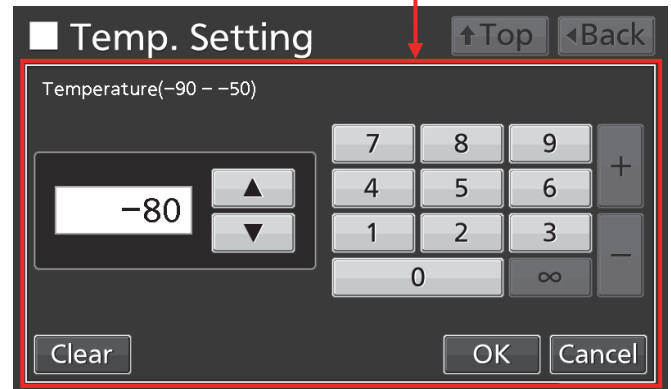 Temp. Setting ↑Top ◀Back
Temperature(−90 – −50)
7 8 9 +
−80 ▲ 4 5 6
▼ 1 2 3 −
0 ∞
Clear OK Cancel